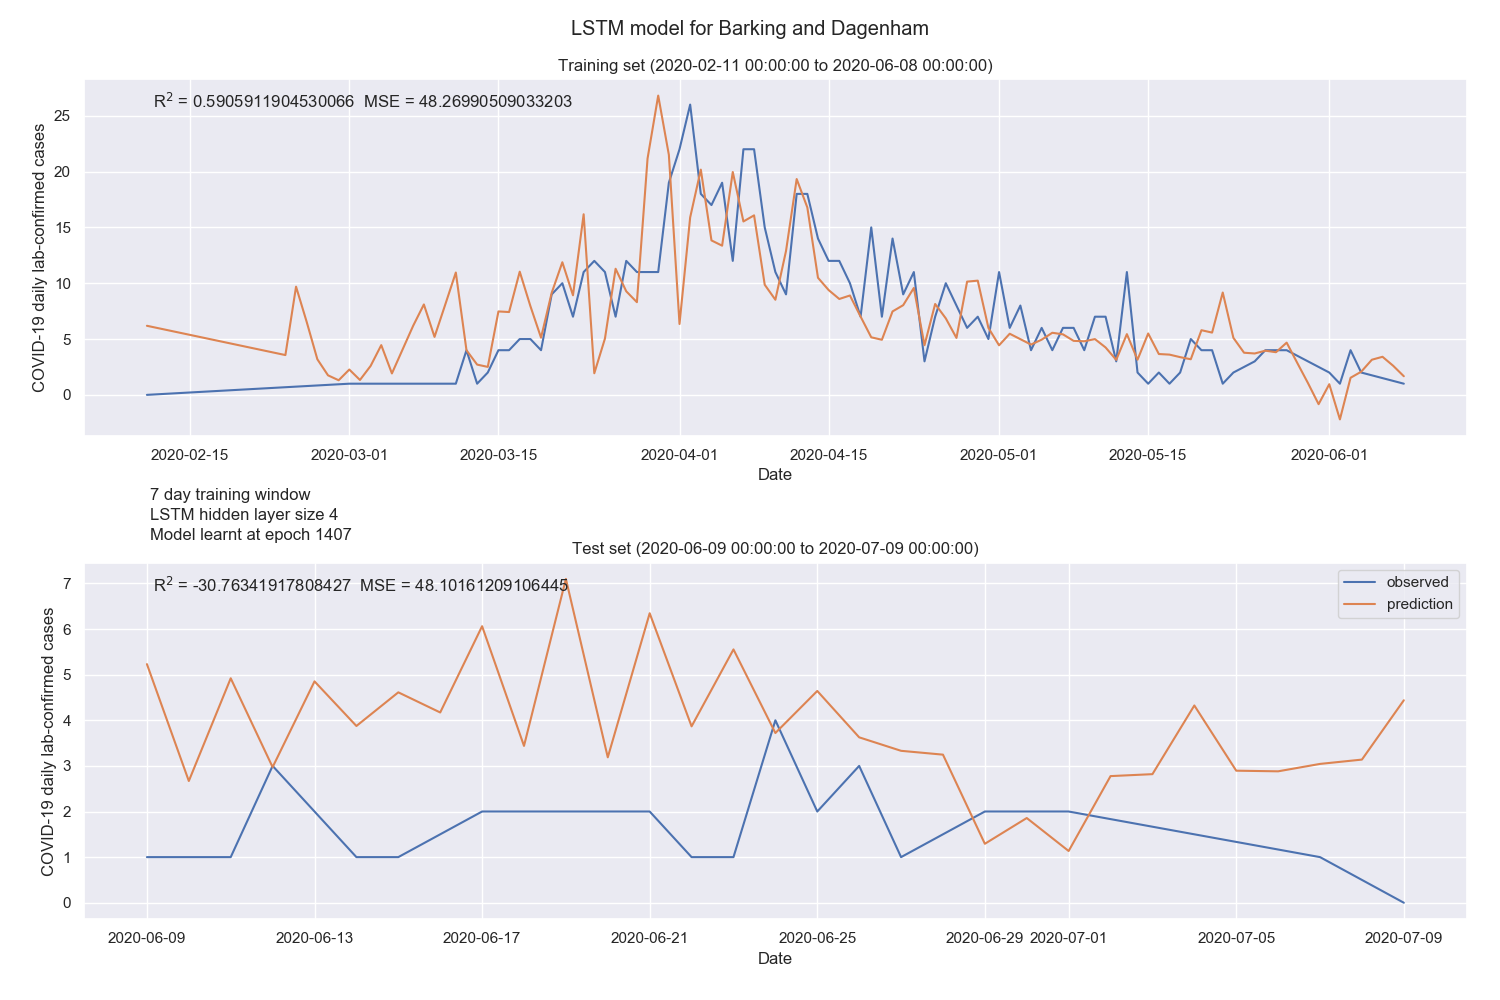 LSTM model for Barking and Dagenham
Training set (2020-02-11 00:00:00 to 2020-06-08 00:00:00)
R² = 0.5905911904530066  MSE = 48.26990509033203
COVID-19 daily lab-confirmed cases
25
20
15
10
5
0
2020-02-15 2020-03-01 2020-03-15 2020-04-01 2020-04-15 2020-05-01 2020-05-15 2020-06-01
Date
7 day training window
LSTM hidden layer size 4
Model learnt at epoch 1407
Test set (2020-06-09 00:00:00 to 2020-07-09 00:00:00)
R² = -30.76341917808427  MSE = 48.10161209106445
observed
prediction
COVID-19 daily lab-confirmed cases
7
6
5
4
3
2
1
0
2020-06-09 2020-06-13 2020-06-17 2020-06-21 2020-06-25 2020-06-29 2020-07-01 2020-07-05 2020-07-09
Date